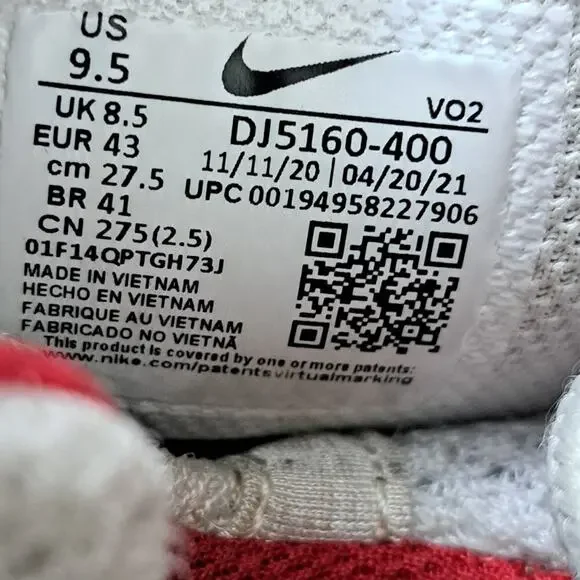 US
9.5
VO2
UK 8.5
DJ5160-400
EUR 43
11/11/20 | 04/20/21
cm 27.5
UPC 00194958227906
BR 41
CN 275(2.5)
01F14QPTGH73J
MADE IN VIETNAM
HECHO EN VIETNAM
FABRIQUE AU VIETNAM
FABRICADO NO VIETNÃ
This product is covered by one or more patents:
www.nike.com/patentsvirtualmarking